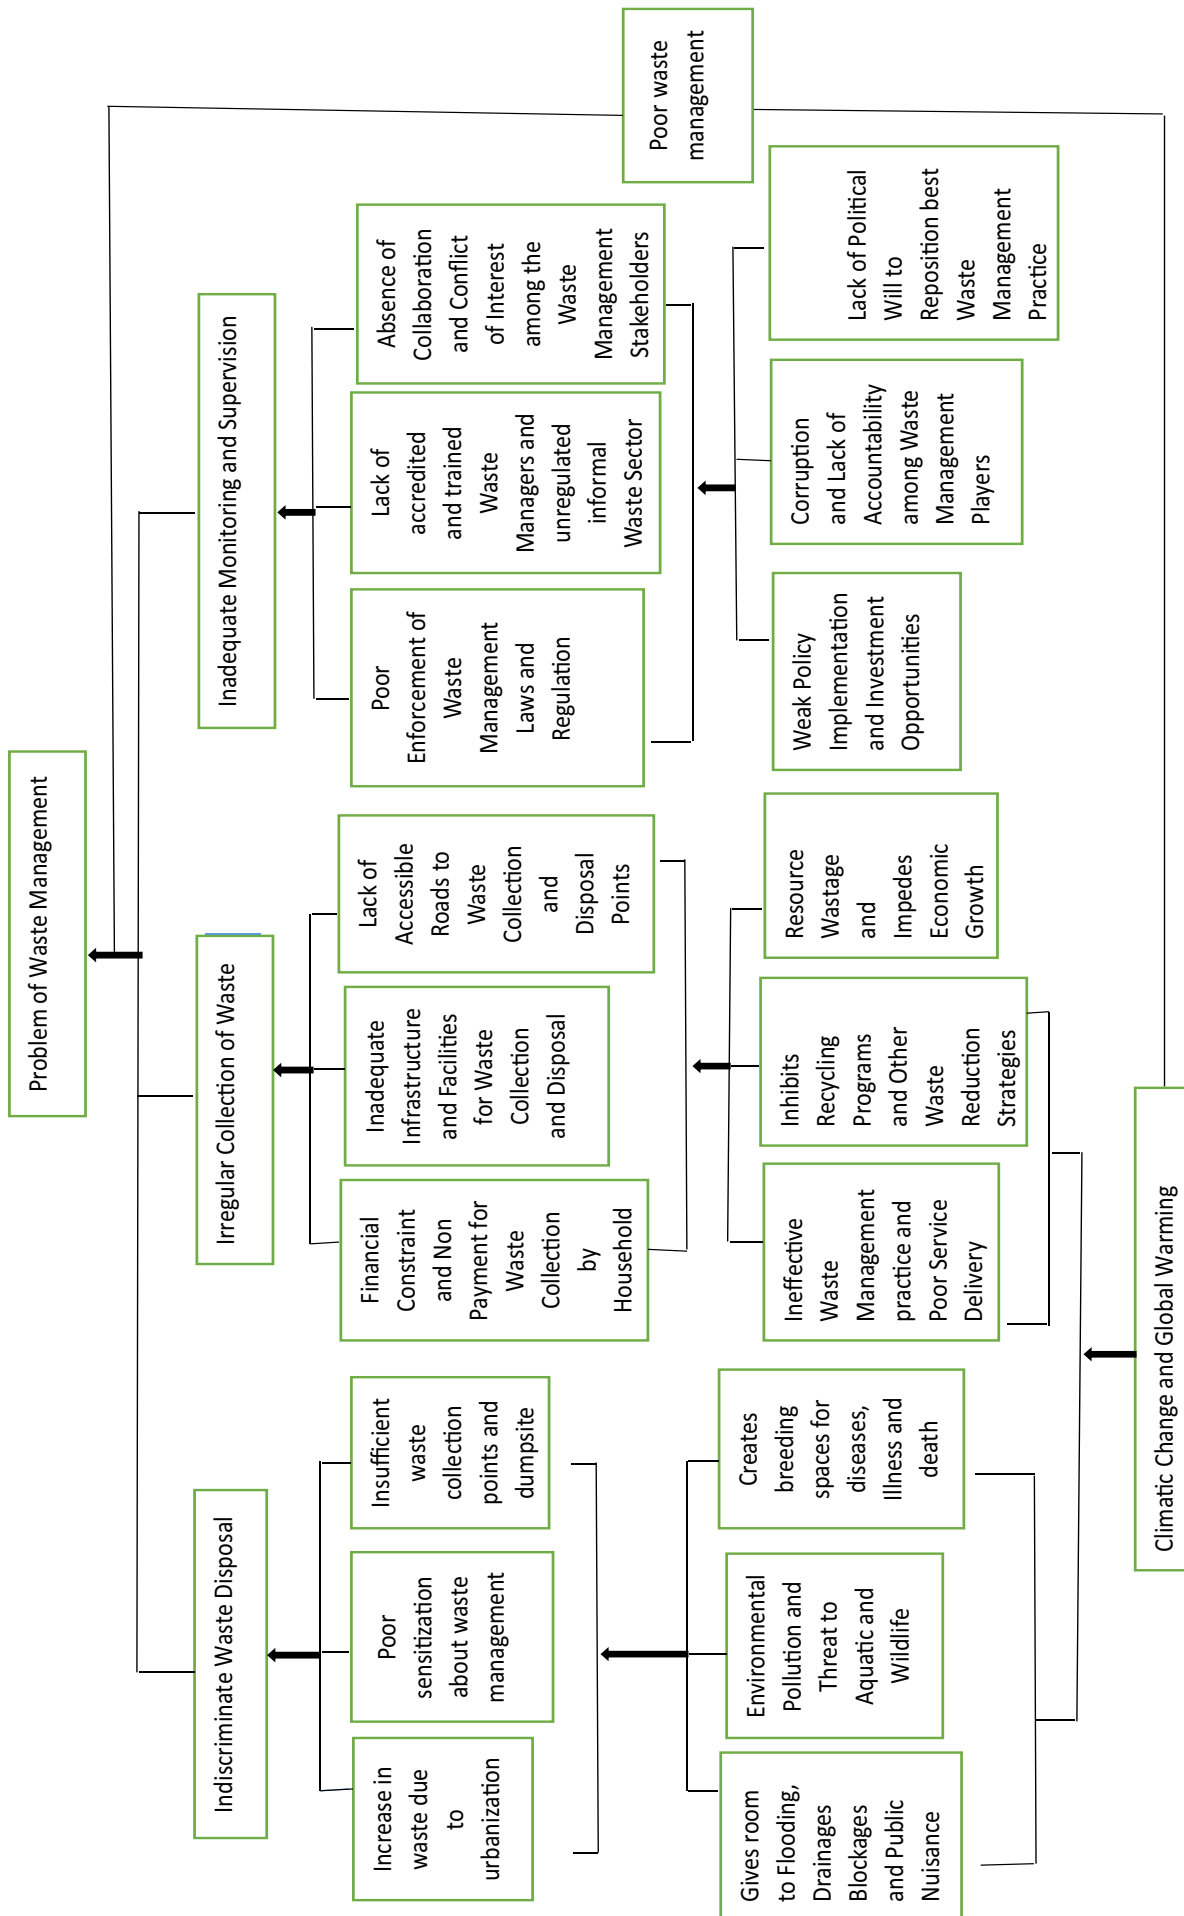 Problem of Waste Management
Indiscriminate Waste Disposal
Irregular Collection of Waste
Inadequate Monitoring and Supervision
Increase in
waste due
to
urbanization
Poor
sensitization
about waste
management
Insufficient
waste
collection
points and
dumpsite
Financial
Constraint
and Non
Payment for
Waste
Collection
by
Household
Inadequate
Infrastructure
and Facilities
for Waste
Collection
and Disposal
Lack of
Accessible
Roads to
Waste
Collection
and
Disposal
Points
Poor
Enforcement of
Waste
Management
Laws and
Regulation
Lack of
accredited
and trained
Waste
Managers and
unregulated
informal
Waste Sector
Absence of
Collaboration
and Conflict
of Interest
among the
Waste
Management
Stakeholders
Poor waste
management
Gives room
to Flooding,
Drainages
Blockages
and Public
Nuisance
Environmental
Pollution and
Threat to
Aquatic and
Wildlife
Creates
breeding
spaces for
diseases,
Illness and
death
Ineffective
Waste
Management
practice and
Poor Service
Delivery
Inhibits
Recycling
Programs
and Other
Waste
Reduction
Strategies
Resource
Wastage
and
Impedes
Economic
Growth
Weak Policy
Implementation
and Investment
Opportunities
Corruption
and Lack of
Accountability
among Waste
Management
Players
Lack of Political
Will to
Reposition best
Waste
Management
Practice
Climatic Change and Global Warming